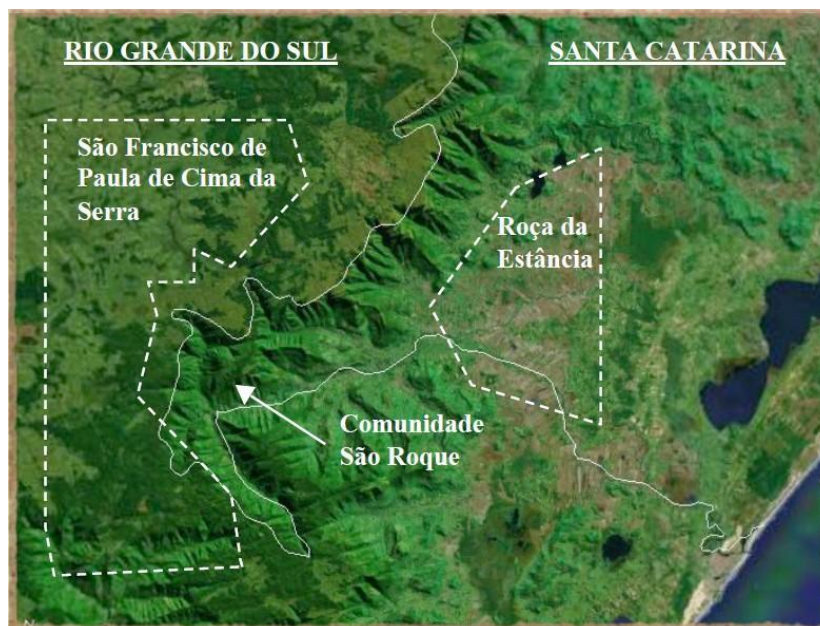 RIO GRANDE DO SUL
SANTA CATARINA
São Francisco de
Paula de Cima da
Serra
Roça da
Estância
Comunidade
São Roque
N